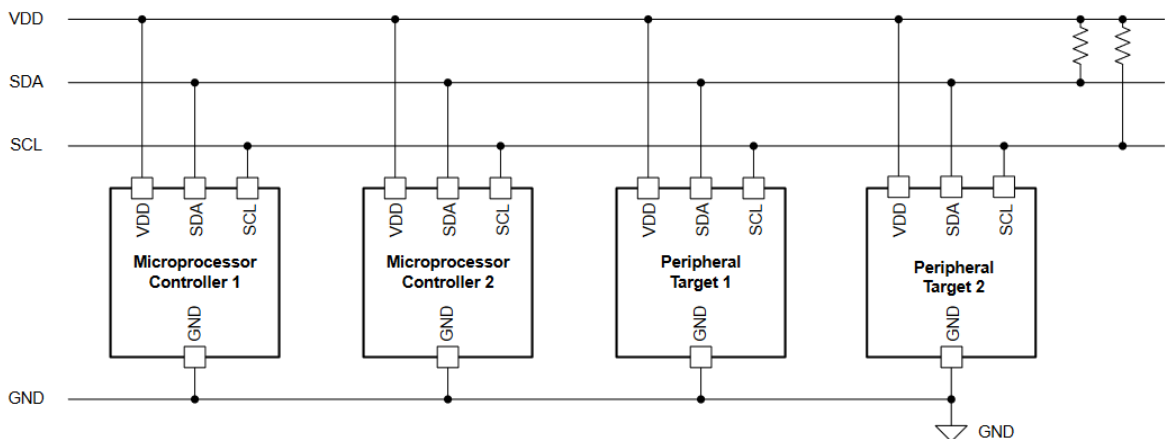 VDD
SDA
SCL
VDD
SDA
SCL
Microprocessor
Controller 1
GND
VDD
SDA
SCL
Microprocessor
Controller 2
GND
VDD
SDA
SCL
Peripheral
Target 1
GND
VDD
SDA
SCL
Peripheral
Target 2
GND
GND
GND